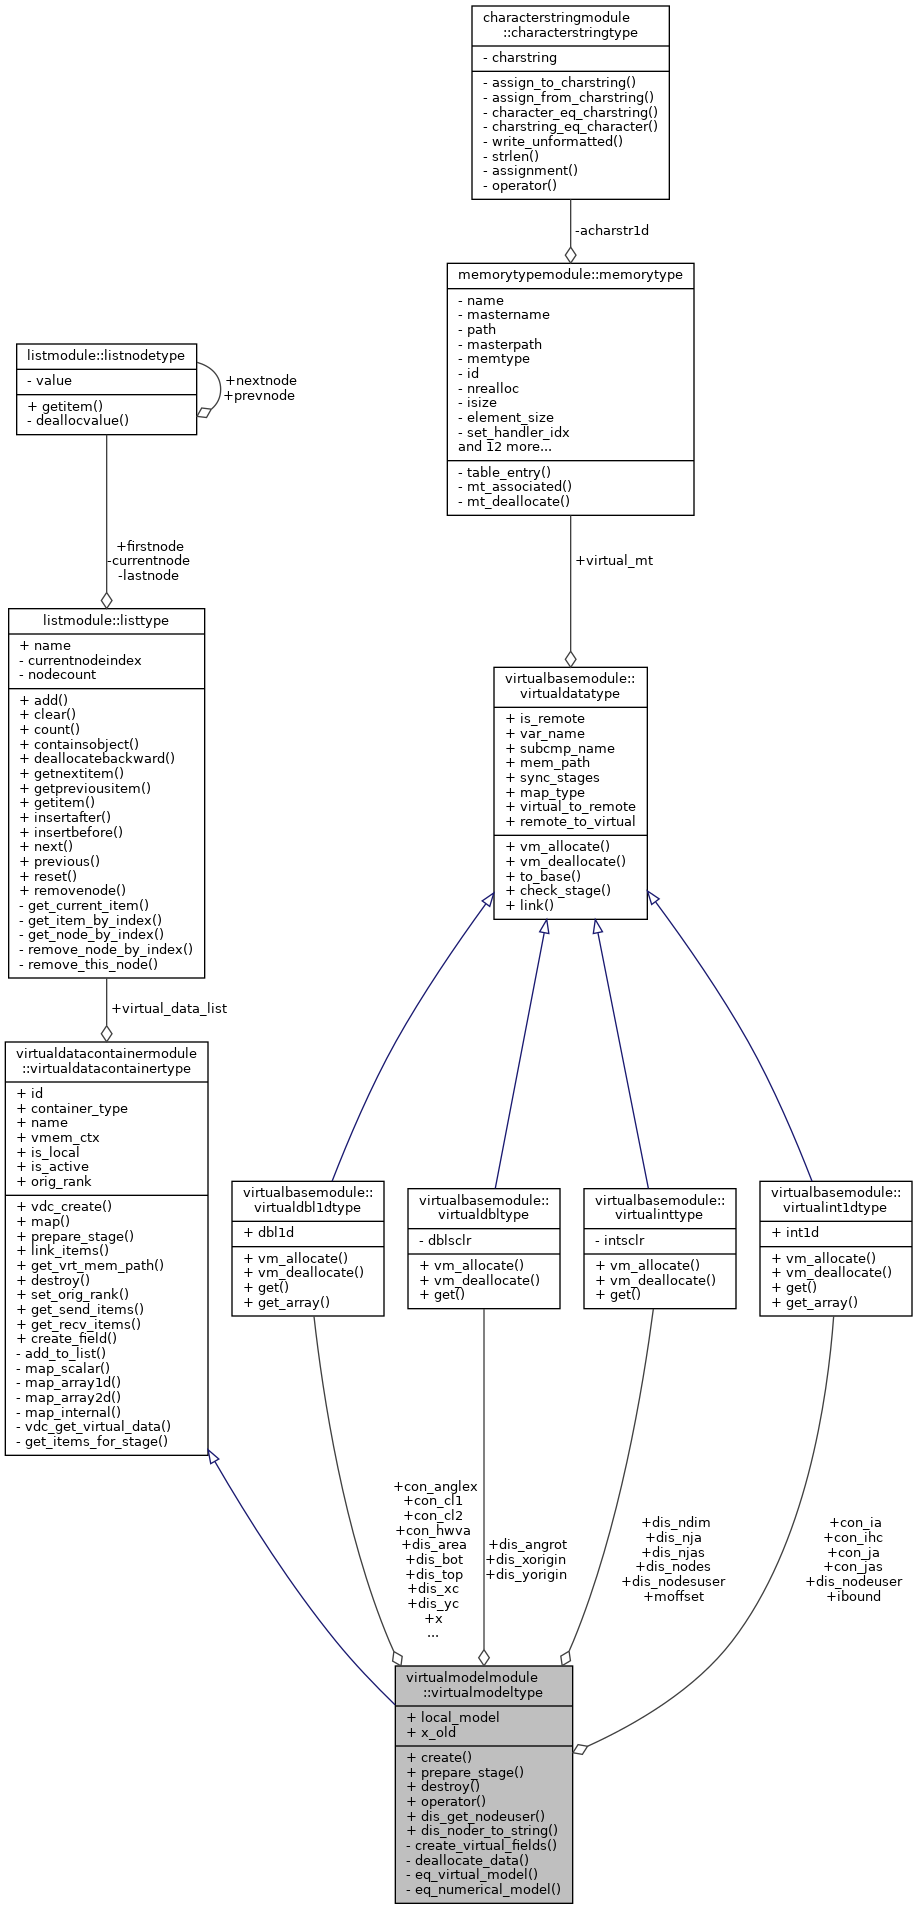 characterstringmodule
::characterstringtype
- charstring
- assign_to_charstring()
- assign_from_charstring()
- character_eq_charstring()
- charstring_eq_character()
- write_unformatted()
- strlen()
- assignment()
- operator()
-acharstr1d
memorytypemodule::memorytype
- name
- mastername
- path
- masterpath
- memtype
- id
- nrealloc
- isize
- element_size
- set_handler_idx
and 12 more...
- table_entry()
- mt_associated()
- mt_deallocate()
listmodule::listnodetype
- value
+ getitem()
- deallocvalue()
+nextnode
+prevnode
+firstnode
-currentnode
-lastnode
+virtual_mt
listmodule::listtype
+ name
- currentnodeindex
- nodecount
+ add()
+ clear()
+ count()
+ containsobject()
+ deallocatebackward()
+ getnextitem()
+ getpreviousitem()
+ getitem()
+ insertafter()
+ insertbefore()
+ next()
+ previous()
+ reset()
+ removenode()
- get_current_item()
- get_item_by_index()
- get_node_by_index()
- remove_node_by_index()
- remove_this_node()
virtualbasemodule::
virtualdatatype
+ is_remote
+ var_name
+ subcmp_name
+ mem_path
+ sync_stages
+ map_type
+ virtual_to_remote
+ remote_to_virtual
+ vm_allocate()
+ vm_deallocate()
+ to_base()
+ check_stage()
+ link()
+virtual_data_list
virtualdatacontainermodule
::virtualdatacontainertype
+ id
+ container_type
+ name
+ vmem_ctx
+ is_local
+ is_active
+ orig_rank
+ vdc_create()
+ map()
+ prepare_stage()
+ link_items()
+ get_vrt_mem_path()
+ destroy()
+ set_orig_rank()
+ get_send_items()
+ get_recv_items()
+ create_field()
- add_to_list()
- map_scalar()
- map_array1d()
- map_array2d()
- map_internal()
- vdc_get_virtual_data()
- get_items_for_stage()
virtualbasemodule::
virtualdbl1dtype
+ dbl1d
+ vm_allocate()
+ vm_deallocate()
+ get()
+ get_array()
virtualbasemodule::
virtualdbltype
- dblsclr
+ vm_allocate()
+ vm_deallocate()
+ get()
virtualbasemodule::
virtualinttype
- intsclr
+ vm_allocate()
+ vm_deallocate()
+ get()
virtualbasemodule::
virtualint1dtype
+ int1d
+ vm_allocate()
+ vm_deallocate()
+ get()
+ get_array()
+con_anglex
+con_cl1
+con_cl2
+con_hwva
+dis_area
+dis_bot
+dis_top
+dis_xc
+dis_yc
+x
...
+dis_angrot
+dis_xorigin
+dis_yorigin
+dis_ndim
+dis_nja
+dis_njas
+dis_nodes
+dis_nodesuser
+moffset
+con_ia
+con_ihc
+con_ja
+con_jas
+dis_nodeuser
+ibound
virtualmodelmodule
::virtualmodeltype
+ local_model
+ x_old
+ create()
+ prepare_stage()
+ destroy()
+ operator()
+ dis_get_nodeuser()
+ dis_noder_to_string()
- create_virtual_fields()
- deallocate_data()
- eq_virtual_model()
- eq_numerical_model()